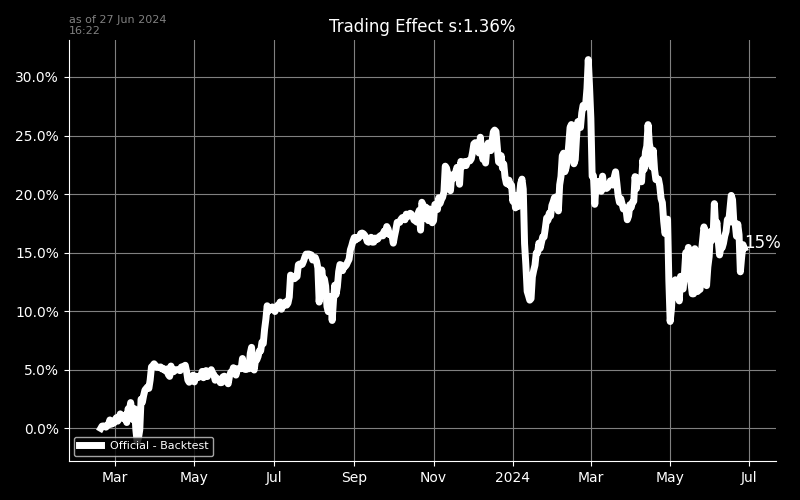 as of 27 Jun 2024
16:22
Trading Effect s:1.36%
30.0%
25.0%
20.0%
15.0%
15%
10.0%
5.0%
0.0%
Official - Backtest
Mar May Jul Sep Nov 2024 Mar May Jul